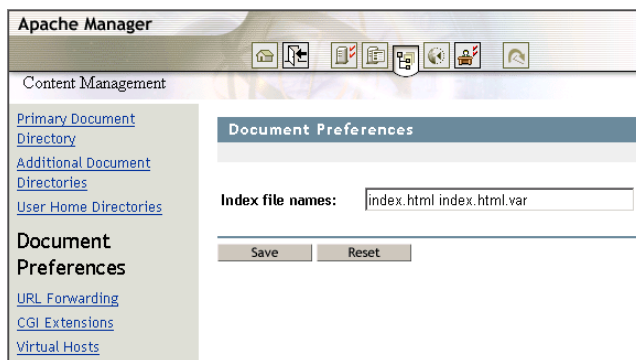 Apache Manager
Content Management
Primary Document
Directory
Additional Document
Directories
User Home Directories
Document
Preferences
URL Forwarding
CGI Extensions
Virtual Hosts
Document Preferences
Index file names: index.html index.html.var
Save Reset